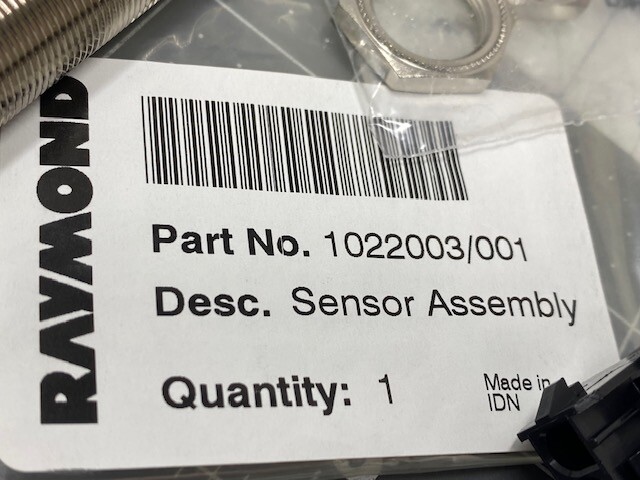 RAYMOND
Part No. 1022003/001
Desc. Sensor Assembly
Quantity: 1
Made in
IDN